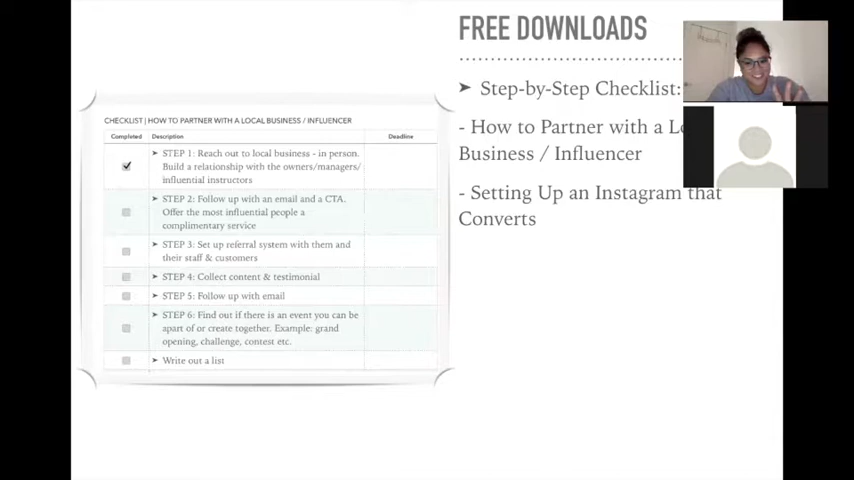 FREE DOWNLOADS
➤ Step-by-Step Checklist:
- How to Partner with a
Business / Influencer
- Setting Up an Instagram that
Converts
CHECKLIST | HOW TO PARTNER WITH A LOCAL BUSINESS / INFLUENCER
Completed Description Deadline
➤ STEP 1: Reach out to local business - in person.
Build a relationship with the owners/managers/
influential instructors
➤ STEP 2: Follow up with an email and a CTA.
Offer the most influential people a
complimentary service
➤ STEP 3: Set up referral system with them and
their staff & customers
➤ STEP 4: Collect content & testimonial
➤ STEP 5: Follow up with email
➤ STEP 6: Find out if there is an event you can be
apart of or create together. Example: grand
opening, challenge, contest etc.
➤ Write out a list